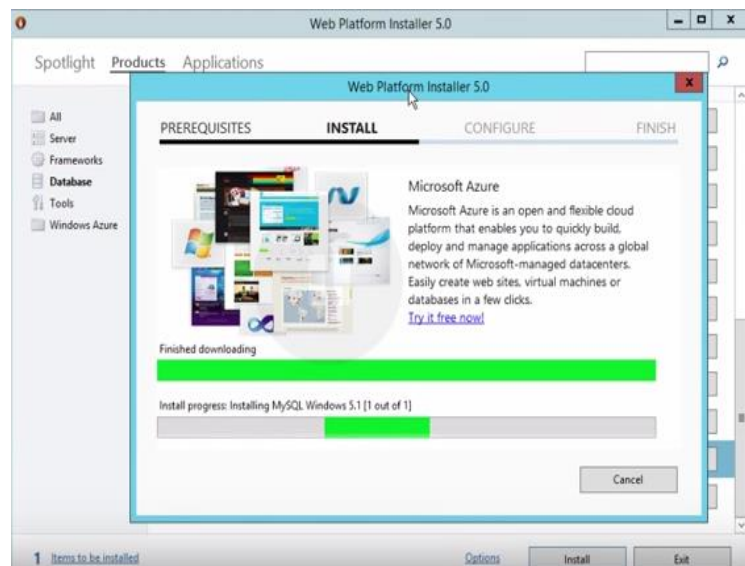 Web Platform Installer 5.0
Spotlight Products Applications
Web Platform Installer 5.0
All
Server
Frameworks
Database
Tools
Windows Azure
PREREQUISITES INSTALL CONFIGURE FINISH
Microsoft Azure
Microsoft Azure is an open and flexible cloud
platform that enables you to quickly build,
deploy and manage applications across a global
network of Microsoft-managed datacenters.
Easily create web sites, virtual machines or
databases in a few clicks.
Try it free now!
Finished downloading
Install progress: Installing MySQL Windows 5.1 [1 out of 1]
Cancel
1 Items to be installed
Options Install Exit